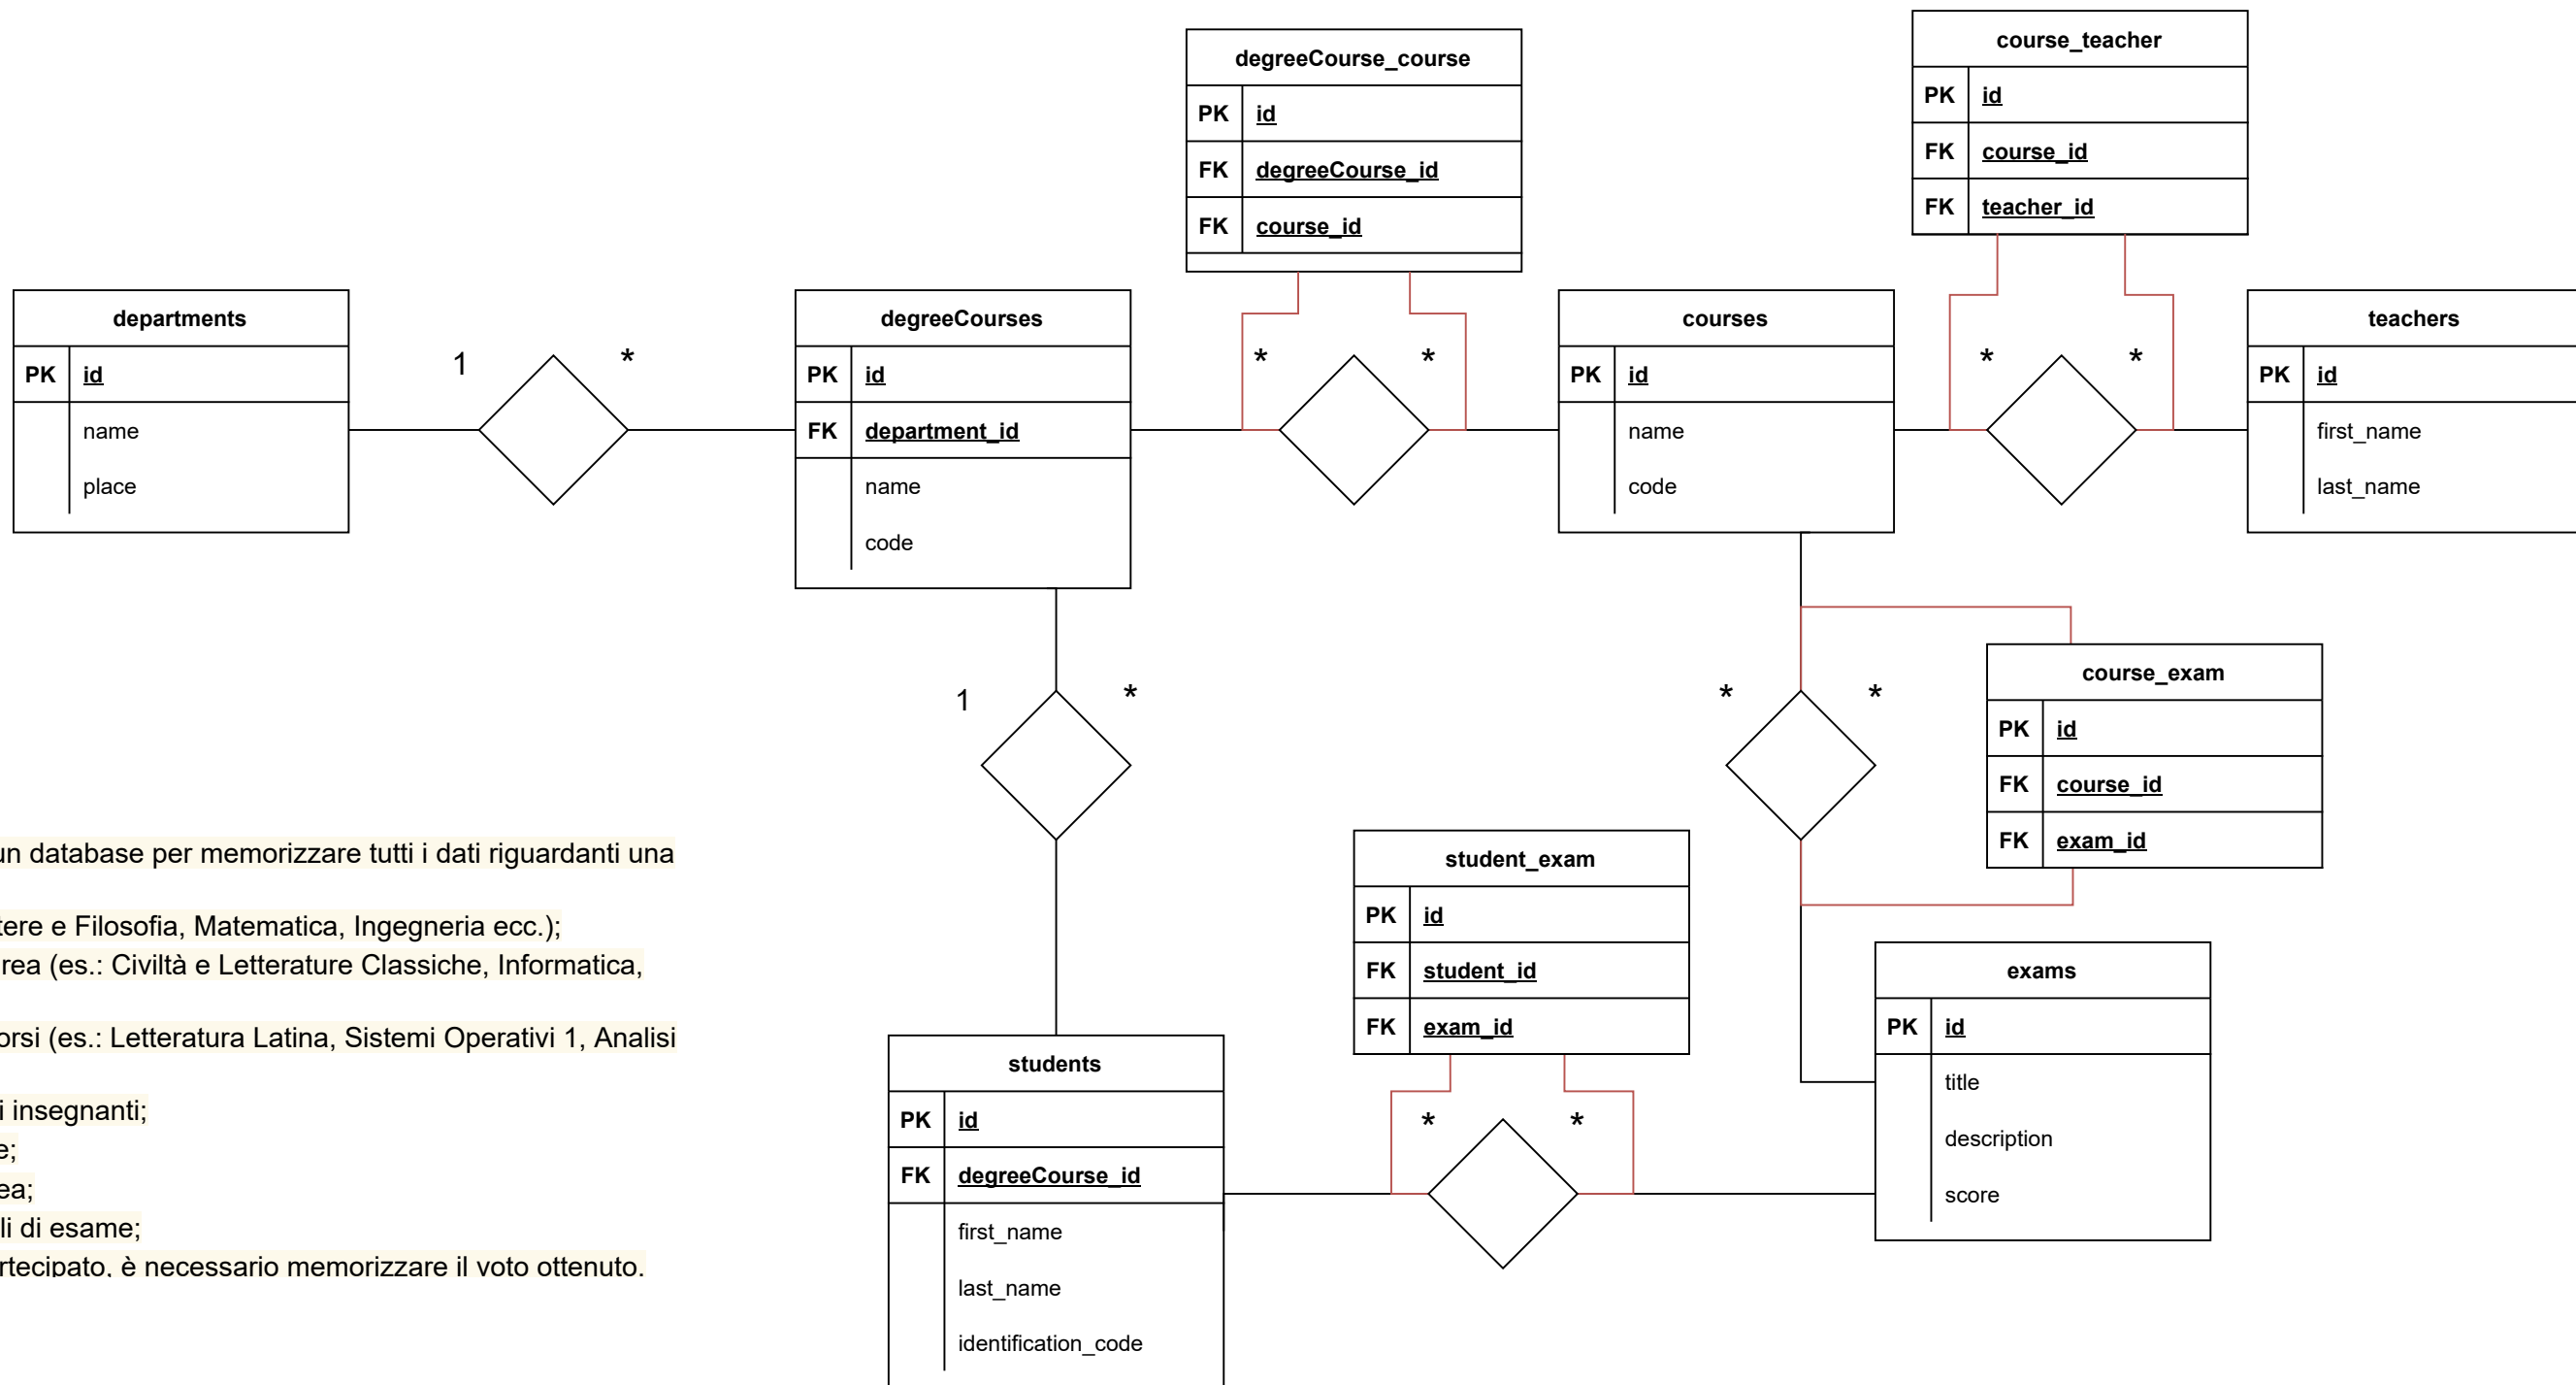 degreeCourse_course
PK id
FK degreeCourse_id
FK course_id
course_teacher
PK id
FK course_id
FK teacher_id
departments
PK id
name
place
1 *
degreeCourses
PK id
FK department_id
name
code
* *
courses
PK id
name
code
* *
teachers
PK id
first_name
last_name
1 *
* *
course_exam
PK id
FK course_id
FK exam_id
un database per memorizzare tutti i dati riguardanti una
tere e Filosofia, Matematica, Ingegneria ecc.);
rea (es.: Civiltà e Letterature Classiche, Informatica,
orsi (es.: Letteratura Latina, Sistemi Operativi 1, Analisi
i insegnanti;
e;
ea;
li di esame;
rtecipato, è necessario memorizzare il voto ottenuto.
student_exam
PK id
FK student_id
FK exam_id
* *
exams
PK id
title
description
score
students
PK id
FK degreeCourse_id
first_name
last_name
identification_code